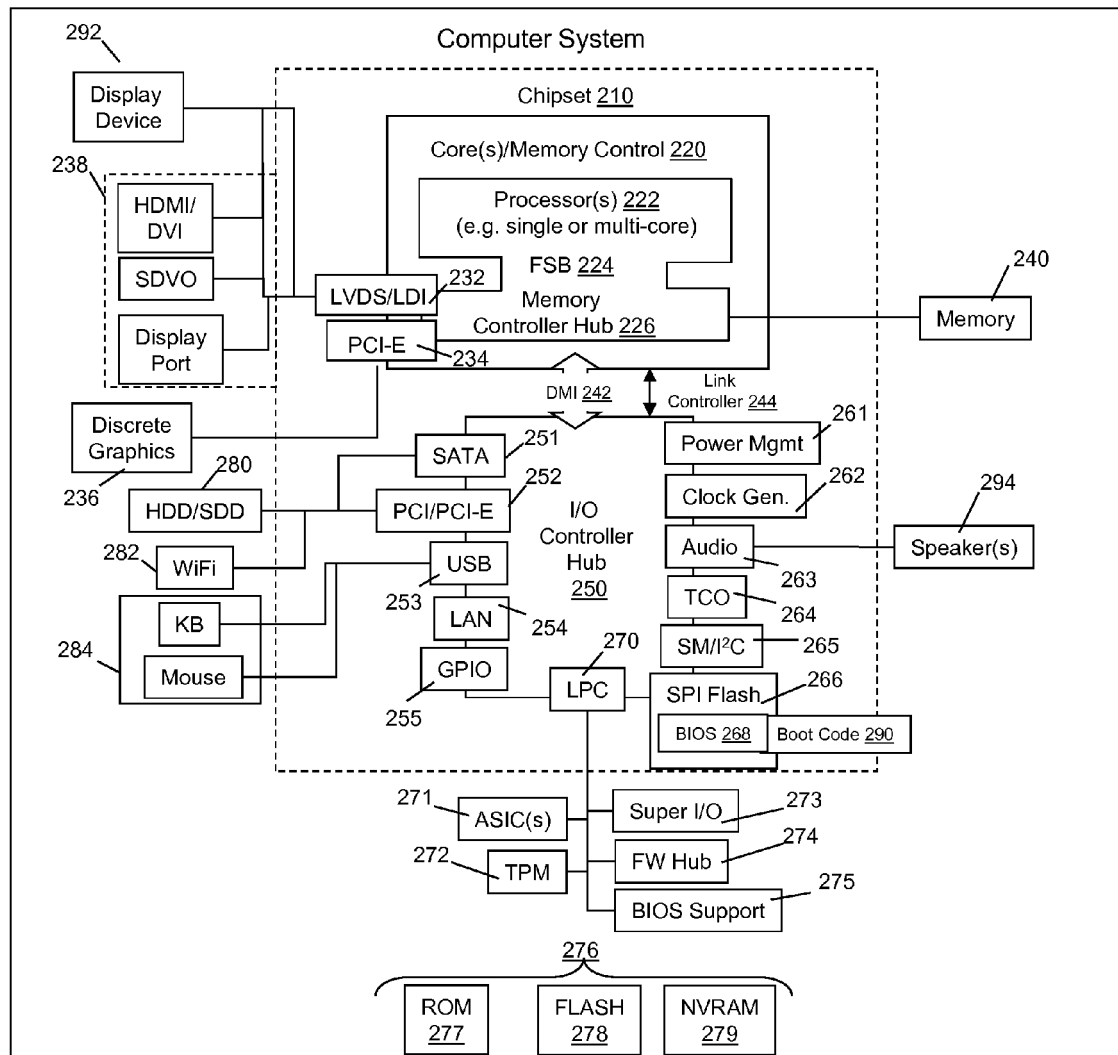 292
Computer System
Display
Device
Chipset 210
Core(s)/Memory Control 220
238
HDMI/
DVI
Processor(s) 222
(e.g. single or multi-core)
SDVO
FSB 224
240
LVDS/LDI
232
Memory
Controller Hub 226
Memory
Display
Port
PCI-E
234
DMI 242
Link
Controller 244
Discrete
Graphics
236
251
SATA
261
Power Mgmt
280
HDD/SDD
252
PCI/PCI-E
262
Clock Gen.
294
I/O
Controller
Hub
250
Audio
263
Speaker(s)
282
WiFi
USB
253
TCO
264
284
KB
Mouse
LAN
254
SM/I²C
265
GPIO
255
270
LPC
SPI Flash
266
BIOS 268
Boot Code 290
271
ASIC(s)
Super I/O
273
272
TPM
FW Hub
274
BIOS Support
275
276
ROM
277
FLASH
278
NVRAM
279